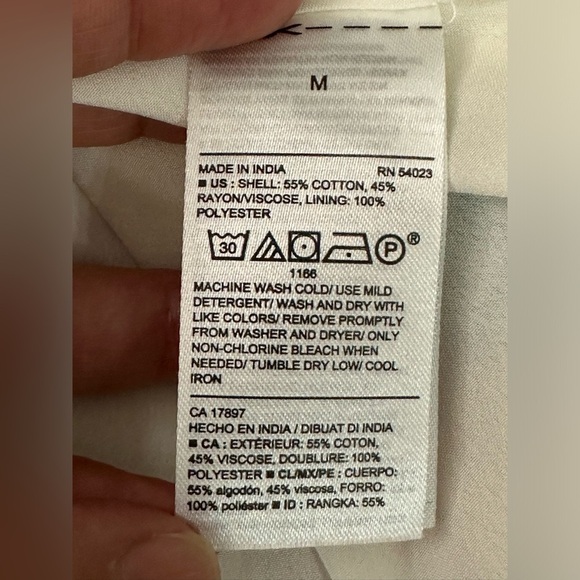 M
MADE IN INDIA RN 54023
■ US : SHELL: 55% COTTON, 45%
RAYON/VISCOSE, LINING: 100%
POLYESTER
30 P ®
1166
MACHINE WASH COLD/ USE MILD
DETERGENT/ WASH AND DRY WITH
LIKE COLORS/ REMOVE PROMPTLY
FROM WASHER AND DRYER/ ONLY
NON-CHLORINE BLEACH WHEN
NEEDED/ TUMBLE DRY LOW/ COOL
IRON
CA 17897
HECHO EN INDIA / DIBUAT DI INDIA
■ CA : EXTÉRIEUR: 55% COTON,
45% VISCOSE, DOUBLURE: 100%
POLYESTER ■ CL/MX/PE : CUERPO:
55% algodón, 45% viscosa, FORRO:
100% poliéster ■ ID : RANGKA: 55%